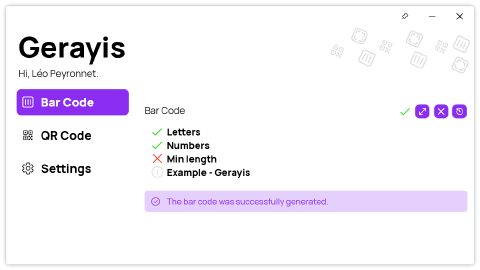 Gerayis
Hi, Léo Peyronnet.
Bar Code
QR Code
Settings
Bar Code
Letters
Numbers
Min length
Example - Gerayis
The bar code was successfully generated.